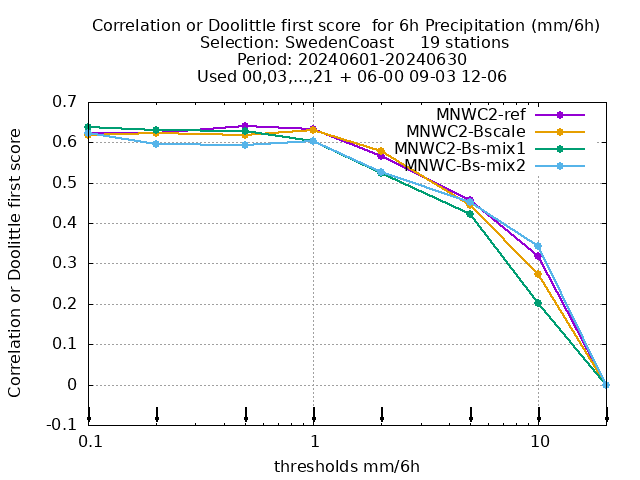 Correlation or Doolittle first score  for 6h Precipitation (mm/6h)
Selection: SwedenCoast     19 stations
Period: 20240601-20240630
Used 00,03,...,21 + 06-00 09-03 12-06
MNWC2-ref
MNWC2-Bscale
MNWC2-Bs-mix1
MNWC-Bs-mix2
Correlation or Doolittle first score
0.7
0.6
0.5
0.4
0.3
0.2
0.1
0
-0.1
0.1
1
10
thresholds mm/6h